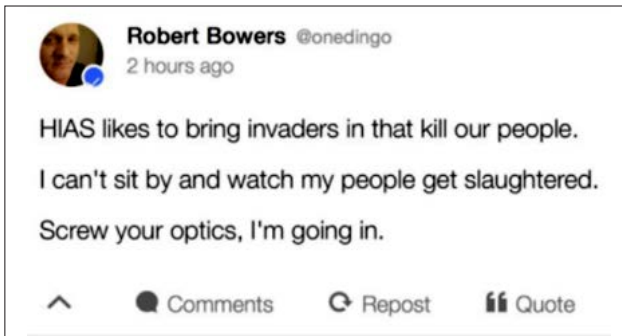 Robert Bowers @onedingo
2 hours ago
HIAS likes to bring invaders in that kill our people.
I can't sit by and watch my people get slaughtered.
Screw your optics, I'm going in.
Comments Repost Quote